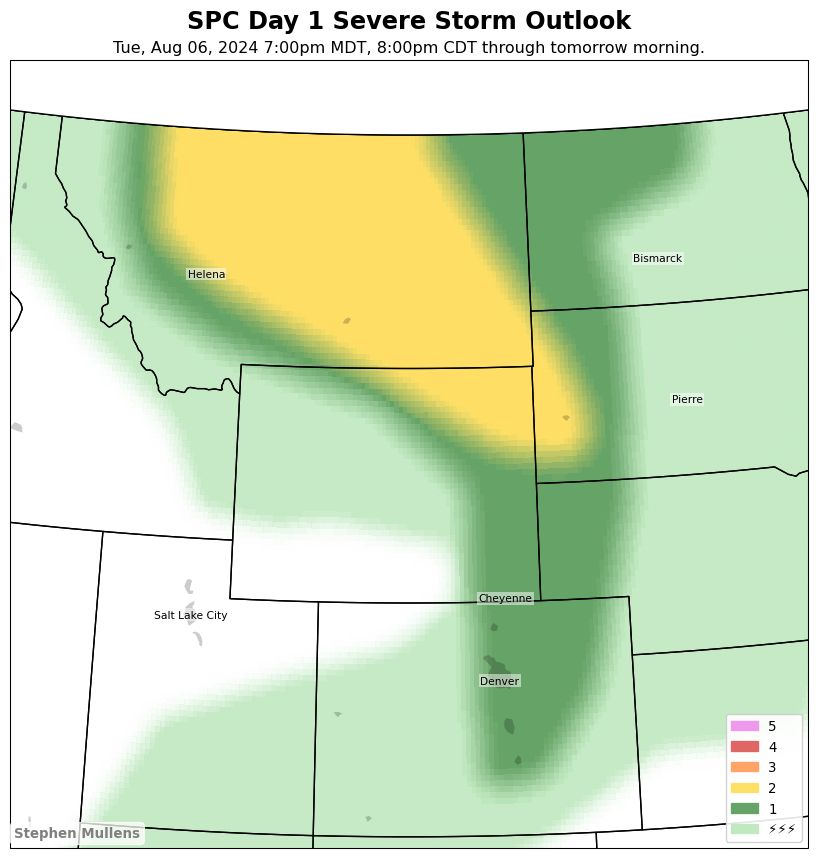 SPC Day 1 Severe Storm Outlook
Tue, Aug 06, 2024 7:00pm MDT, 8:00pm CDT through tomorrow morning.
Bismarck
Helena
Pierre
Cheyenne
Salt Lake City
Denver
5
4
3
2
1
⚡⚡⚡
Stephen Mullens